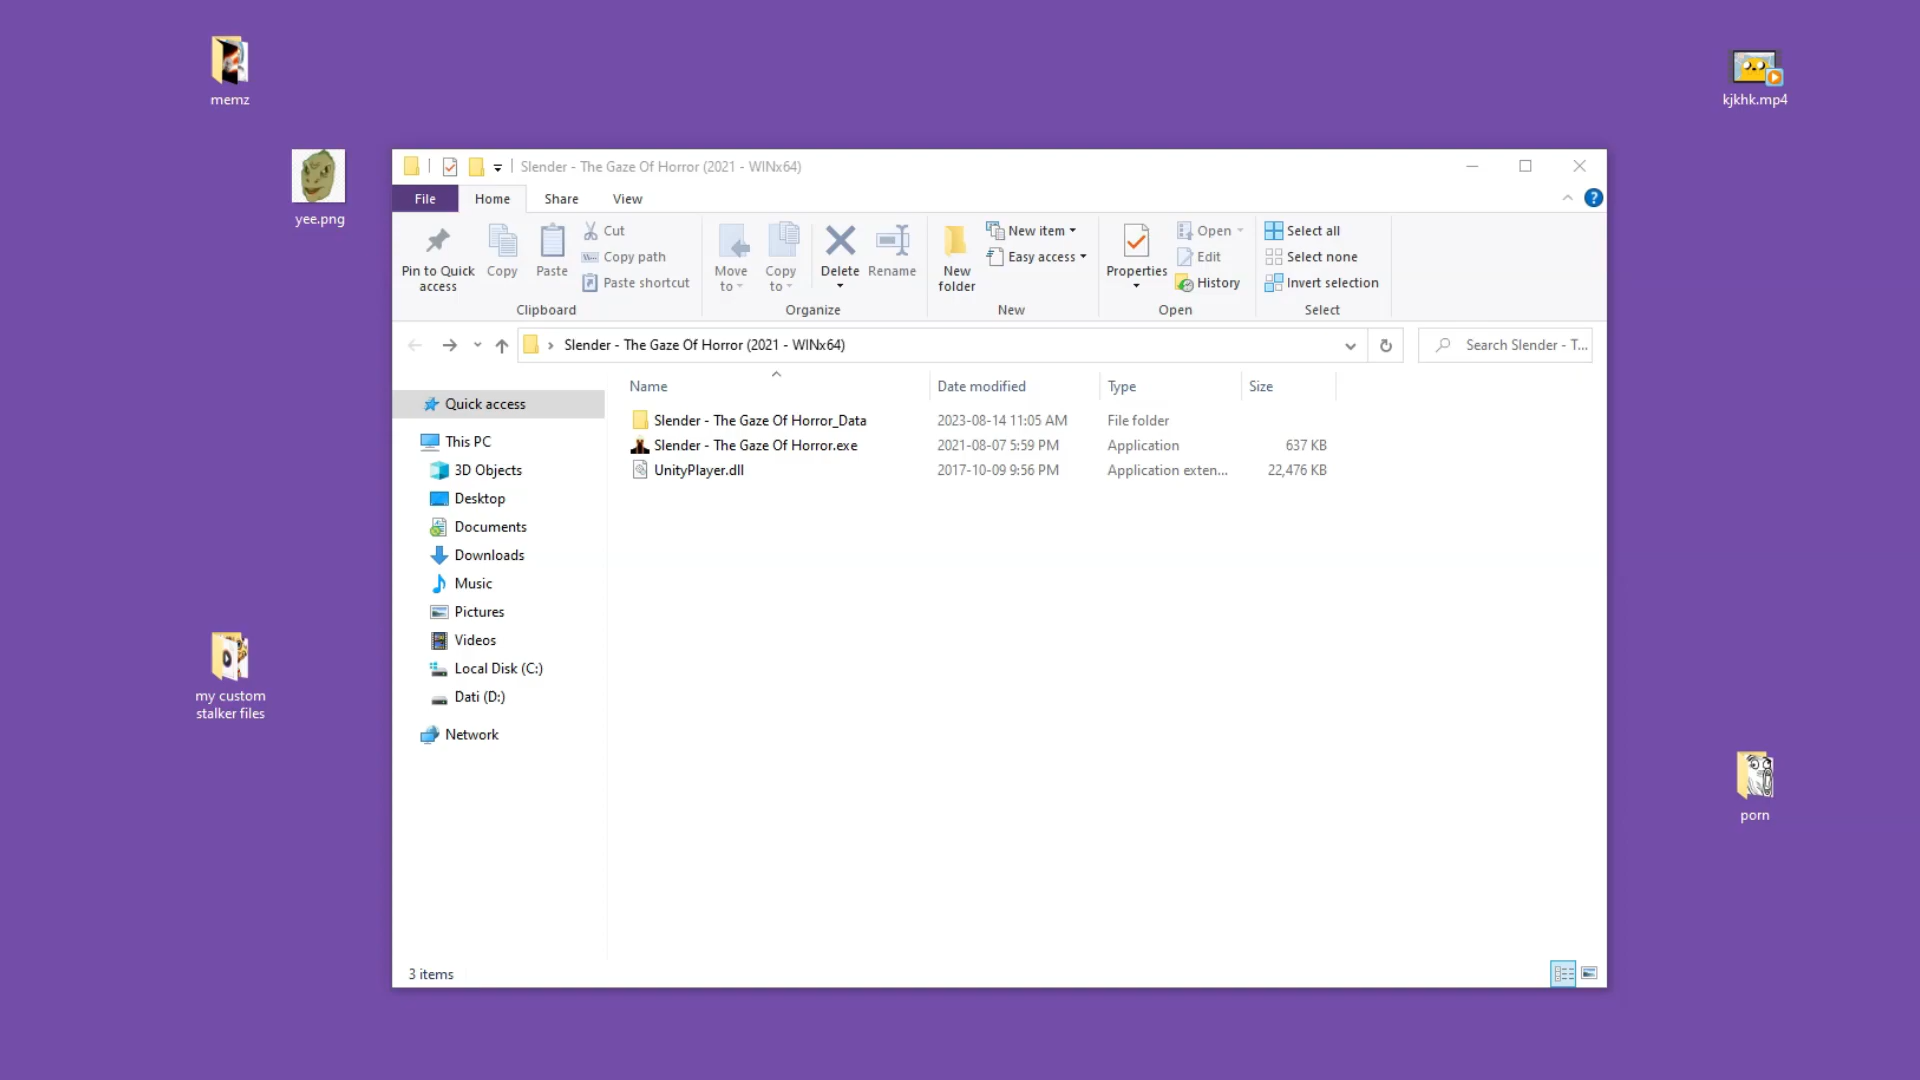 memz
kjkhk.mp4
yee.png
Slender - The Gaze Of Horror (2021 - WINx64)
File Home Share View
Pin to Quick access
Copy
Paste
Cut
Copy path
Paste shortcut
Clipboard
Move to
Copy to
Delete
Rename
Organize
New folder
New item
Easy access
New
Properties
Open
Edit
History
Open
Select all
Select none
Invert selection
Select
Slender - The Gaze Of Horror (2021 - WINx64)
Search Slender - T...
Name Date modified Type Size
Slender - The Gaze Of Horror_Data 2023-08-14 11:05 AM File folder
Slender - The Gaze Of Horror.exe 2021-08-07 5:59 PM Application 637 KB
UnityPlayer.dll 2017-10-09 9:56 PM Application exten... 22,476 KB
Quick access
This PC
3D Objects
Desktop
Documents
Downloads
Music
Pictures
Videos
Local Disk (C:)
Dati (D:)
Network
my custom
stalker files
porn
3 items